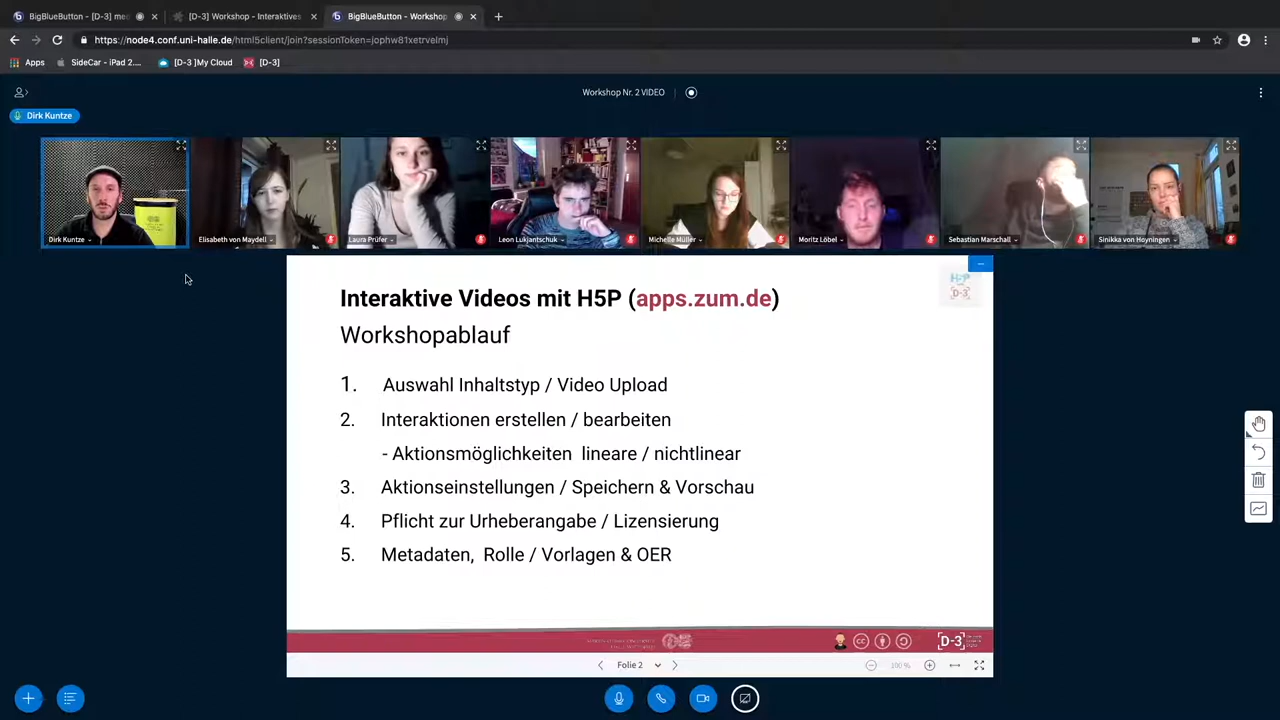 BigBlueButton - [D-3] me
[D-3] Workshop - Interaktives
BigBlueButton - Workshop
https://node4.conf.uni-halle.de/html5client/join?sessionToken=jophw81xetrvelmj
Apps
SideCar - iPad 2....
[D-3 ]My Cloud
[D-3]
Workshop Nr. 2 VIDEO
Dirk Kuntze
Dirk Kuntze
Elisabeth von Maydell
Laura Prüfer
Leon Lukjantschuk
Michelle Müller
Moritz Löbel
Sebastian Marschall
Sinikka von Hoyningen
H5P
D-3
Interaktive Videos mit H5P (apps.zum.de)
Workshopablauf
1. Auswahl Inhaltstyp / Video Upload
2. Interaktionen erstellen / bearbeiten
- Aktionsmöglichkeiten lineare / nichtlinear
3. Aktionseinstellungen / Speichern & Vorschau
4. Pflicht zur Urheberangabe / Lizensierung
5. Metadaten, Rolle / Vorlagen & OER
cc
[D-3]
Folie 2
100 %